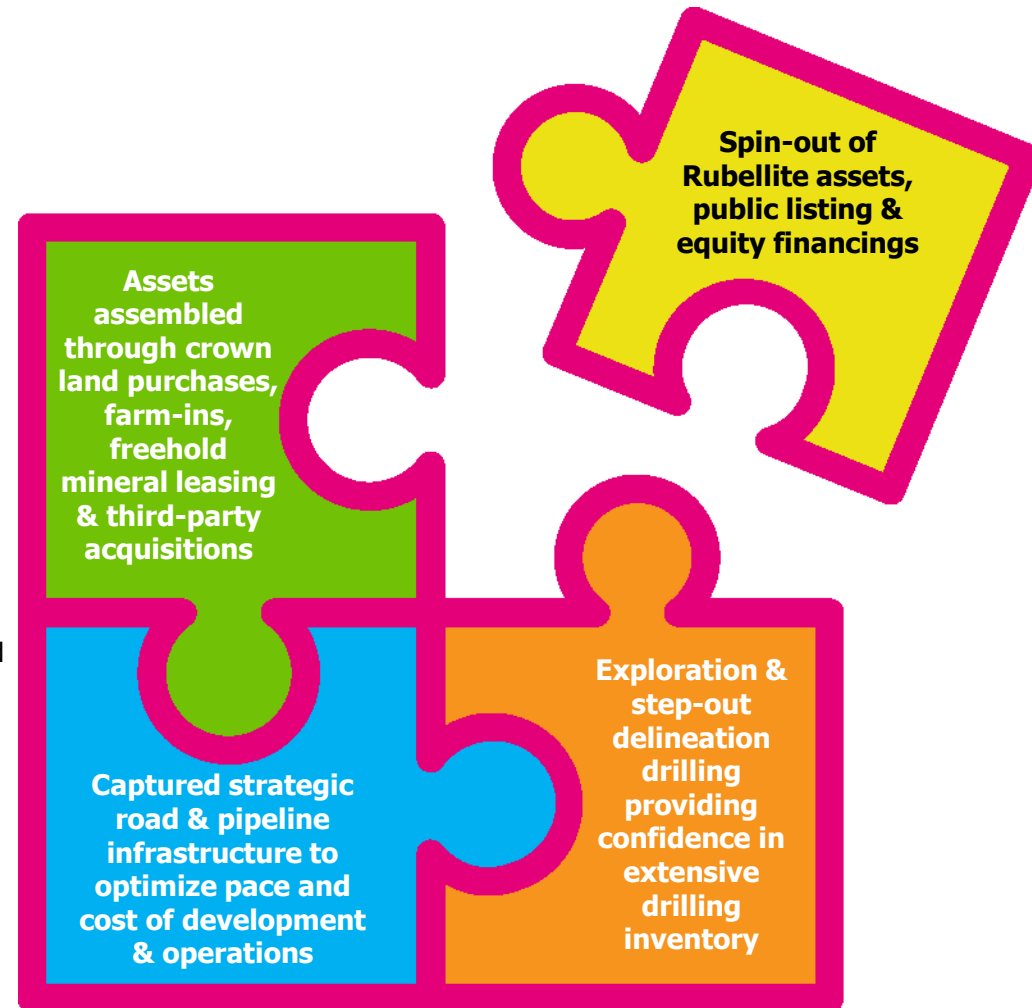 Spin-out of
Rubellite assets,
public listing &
equity financings
Assets
assembled
through crown
land purchases,
farm-ins,
freehold
mineral leasing
& third-party
acquisitions
Captured strategic
road & pipeline
infrastructure to
optimize pace and
cost of development
& operations
Exploration &
step-out
delineation
drilling
providing
confidence in
extensive
drilling
inventory